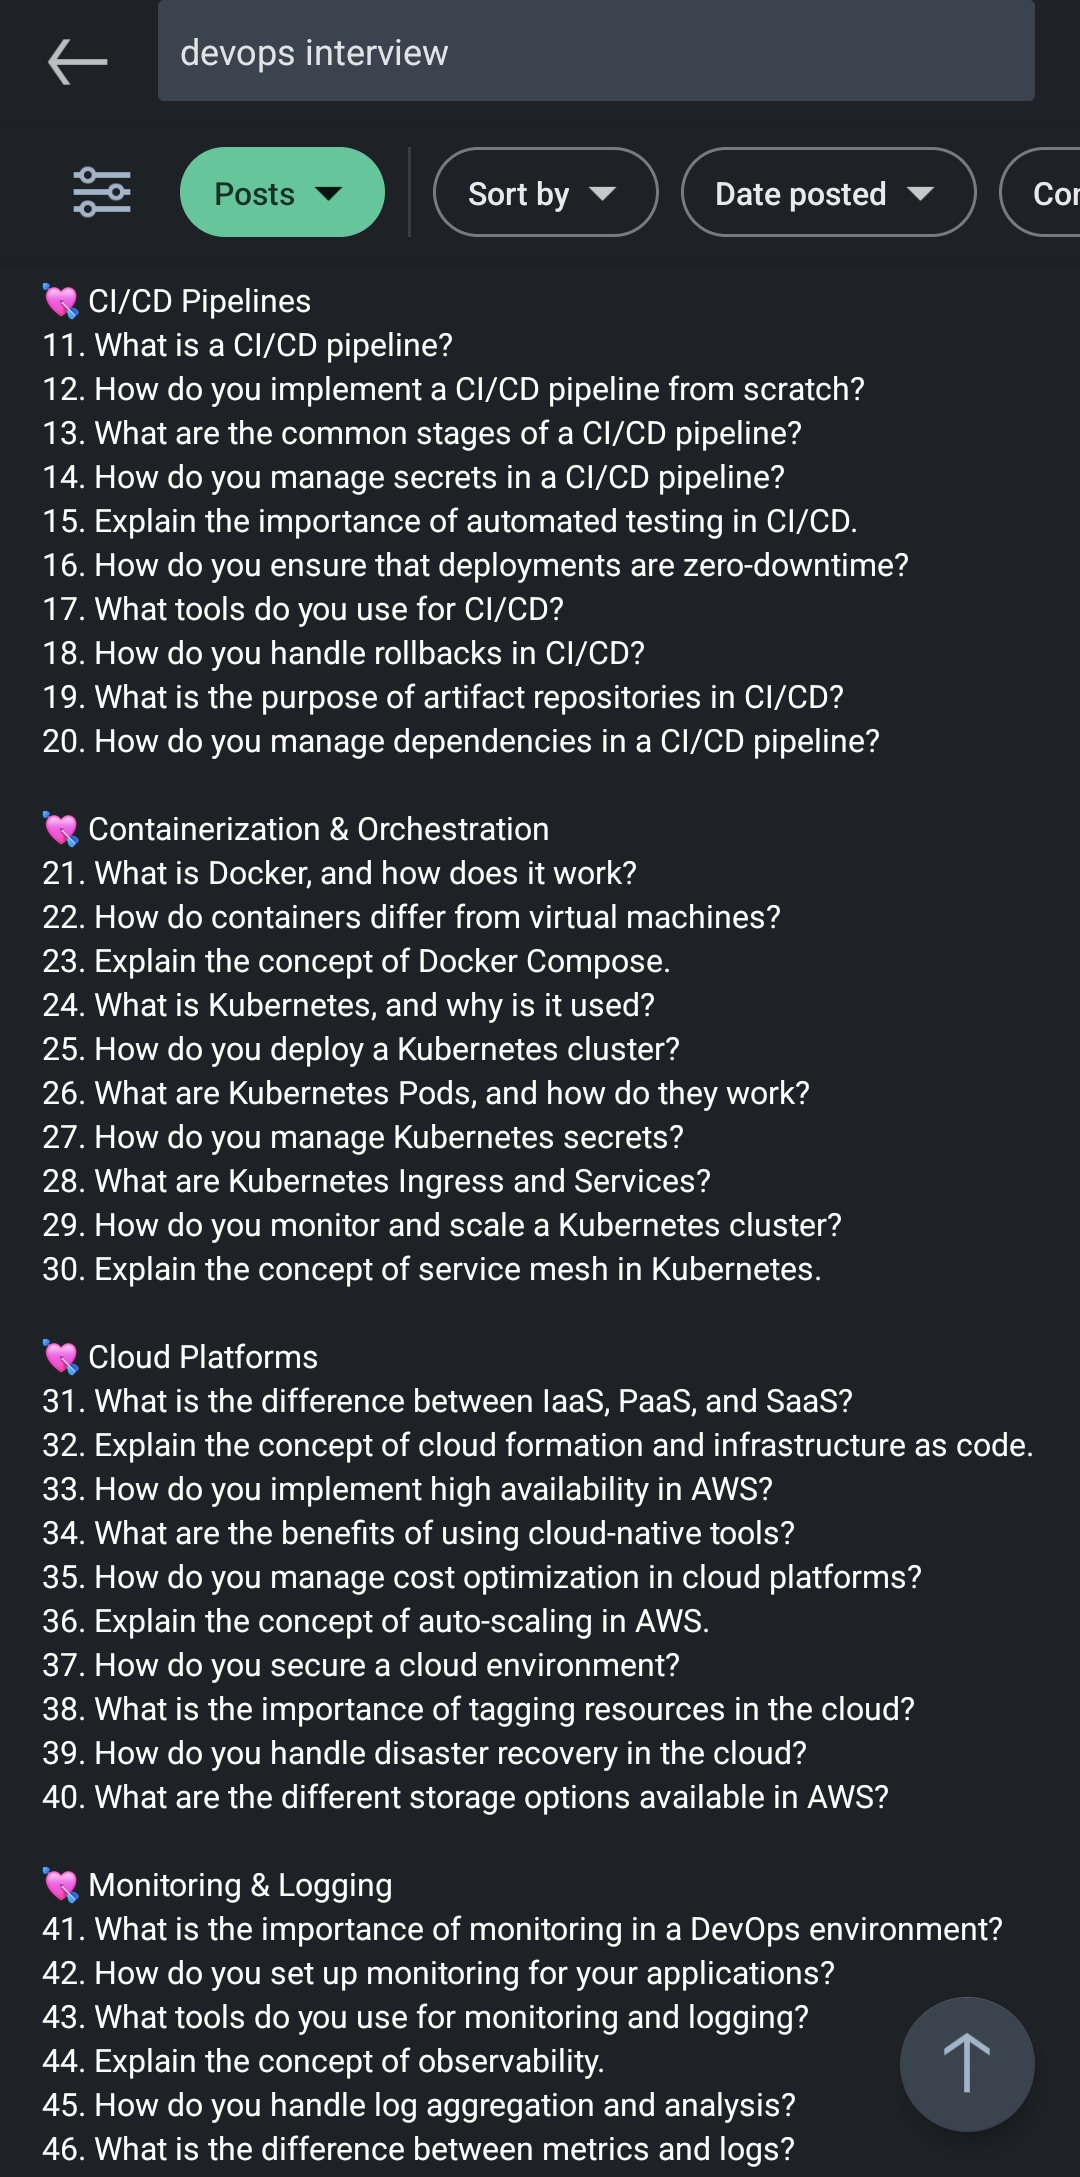 devops interview
Posts
Sort by
Date posted
💘 CI/CD Pipelines
11. What is a CI/CD pipeline?
12. How do you implement a CI/CD pipeline from scratch?
13. What are the common stages of a CI/CD pipeline?
14. How do you manage secrets in a CI/CD pipeline?
15. Explain the importance of automated testing in CI/CD.
16. How do you ensure that deployments are zero-downtime?
17. What tools do you use for CI/CD?
18. How do you handle rollbacks in CI/CD?
19. What is the purpose of artifact repositories in CI/CD?
20. How do you manage dependencies in a CI/CD pipeline?
💘 Containerization & Orchestration
21. What is Docker, and how does it work?
22. How do containers differ from virtual machines?
23. Explain the concept of Docker Compose.
24. What is Kubernetes, and why is it used?
25. How do you deploy a Kubernetes cluster?
26. What are Kubernetes Pods, and how do they work?
27. How do you manage Kubernetes secrets?
28. What are Kubernetes Ingress and Services?
29. How do you monitor and scale a Kubernetes cluster?
30. Explain the concept of service mesh in Kubernetes.
💘 Cloud Platforms
31. What is the difference between IaaS, PaaS, and SaaS?
32. Explain the concept of cloud formation and infrastructure as code.
33. How do you implement high availability in AWS?
34. What are the benefits of using cloud-native tools?
35. How do you manage cost optimization in cloud platforms?
36. Explain the concept of auto-scaling in AWS.
37. How do you secure a cloud environment?
38. What is the importance of tagging resources in the cloud?
39. How do you handle disaster recovery in the cloud?
40. What are the different storage options available in AWS?
💘 Monitoring & Logging
41. What is the importance of monitoring in a DevOps environment?
42. How do you set up monitoring for your applications?
43. What tools do you use for monitoring and logging?
44. Explain the concept of observability.
45. How do you handle log aggregation and analysis?
46. What is the difference between metrics and logs?